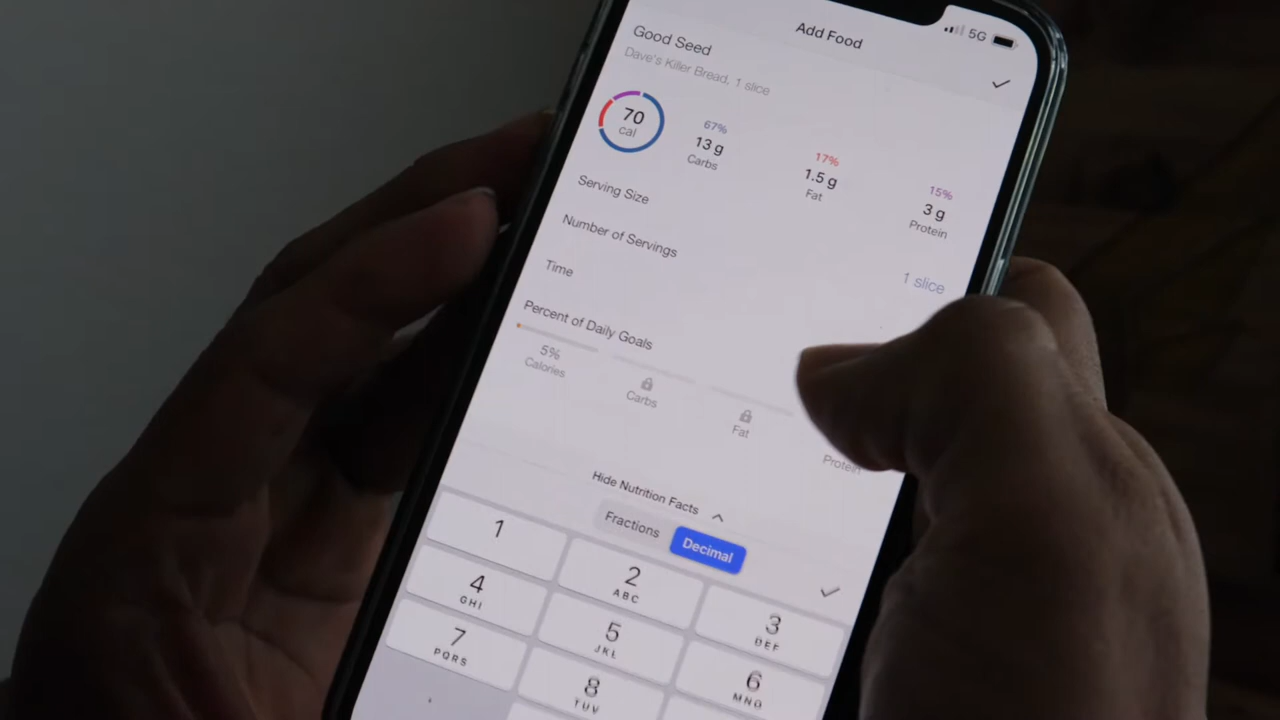 5G
Add Food
Good Seed
Dave's Killer Bread, 1 slice
70
cal
67%
13 g
Carbs
17%
1.5 g
Fat
15%
3 g
Protein
Serving Size
1 slice
Number of Servings
Time
Percent of Daily Goals
5%
Calories
Carbs
Fat
Protein
Hide Nutrition Facts
Fractions
Decimal
1
2
ABC
3
DEF
4
GHI
5
JKL
6
MNO
7
PQRS
8
TUV